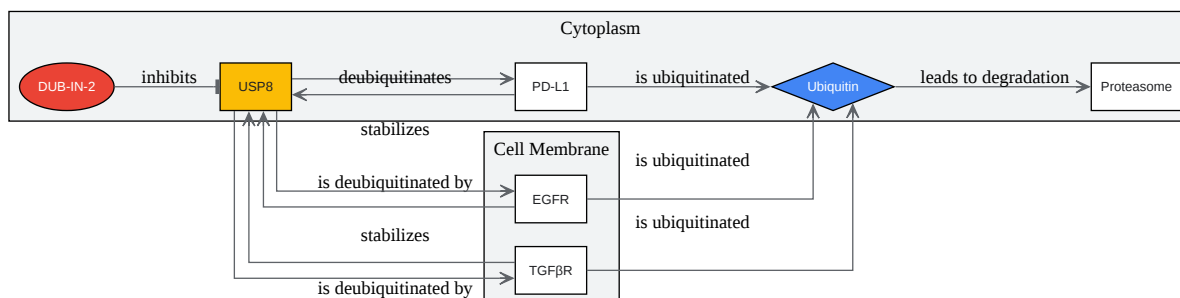 Cytoplasm
DUB-IN-2
inhibits
USP8
deubiquitinates
PD-L1
is ubiquitinated
Ubiquitin
leads to degradation
Proteasome
stabilizes
Cell Membrane
is ubiquitinated
is deubiquitinated by
EGFR
is ubiquitinated
stabilizes
TGFβR
is deubiquitinated by